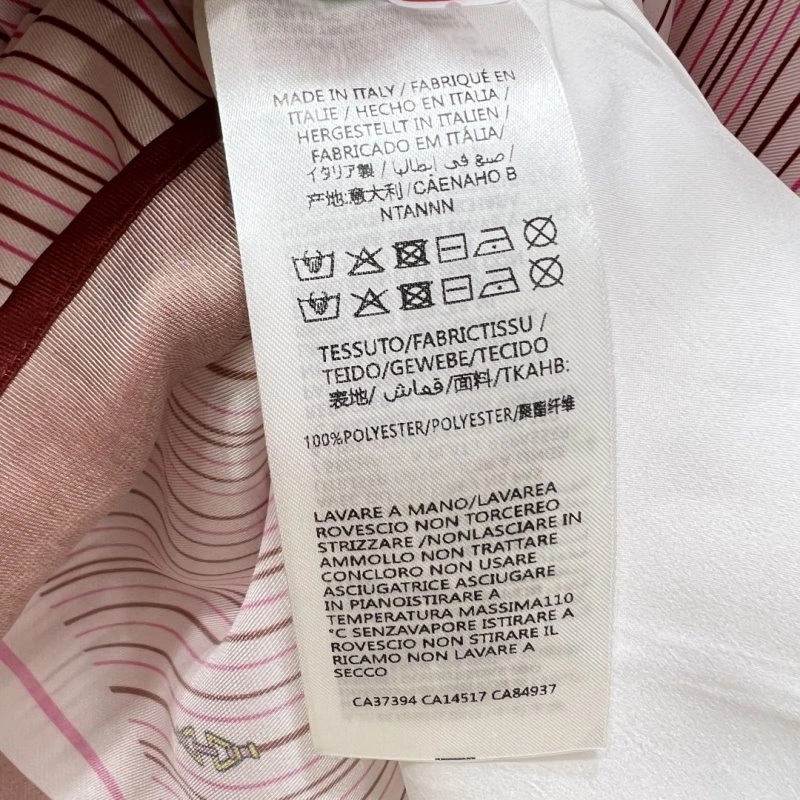 MADE IN ITALY / FABRIQUÉ EN
ITALIE / HECHO EN ITALIA /
HERGESTELLT IN ITALIEN /
FABRICADO EM ITÁLIA/
イタリア製 / صنع في إيطاليا /
产地:意大利 / CAENAHO B
NTANNN
TESSUTO/FABRICTISSU /
TEIDO/GEWEBE/TECIDO
表地/ قماش /面料/TKAHB:
100%POLYESTER/POLYESTER/聚酯纤维
LAVARE A MANO/LAVAREA
ROVESCIO NON TORCEREO
STRIZZARE /NONLASCIARE IN
AMMOLLO NON TRATTARE
CONCLORO NON USARE
ASCIUGATRICE ASCIUGARE
IN PIANOISTIRARE A
TEMPERATURA MASSIMA110
°C SENZAVAPORE ISTIRARE A
ROVESCIO NON STIRARE IL
RICAMO NON LAVARE A
SECCO
CA37394 CA14517 CA84937